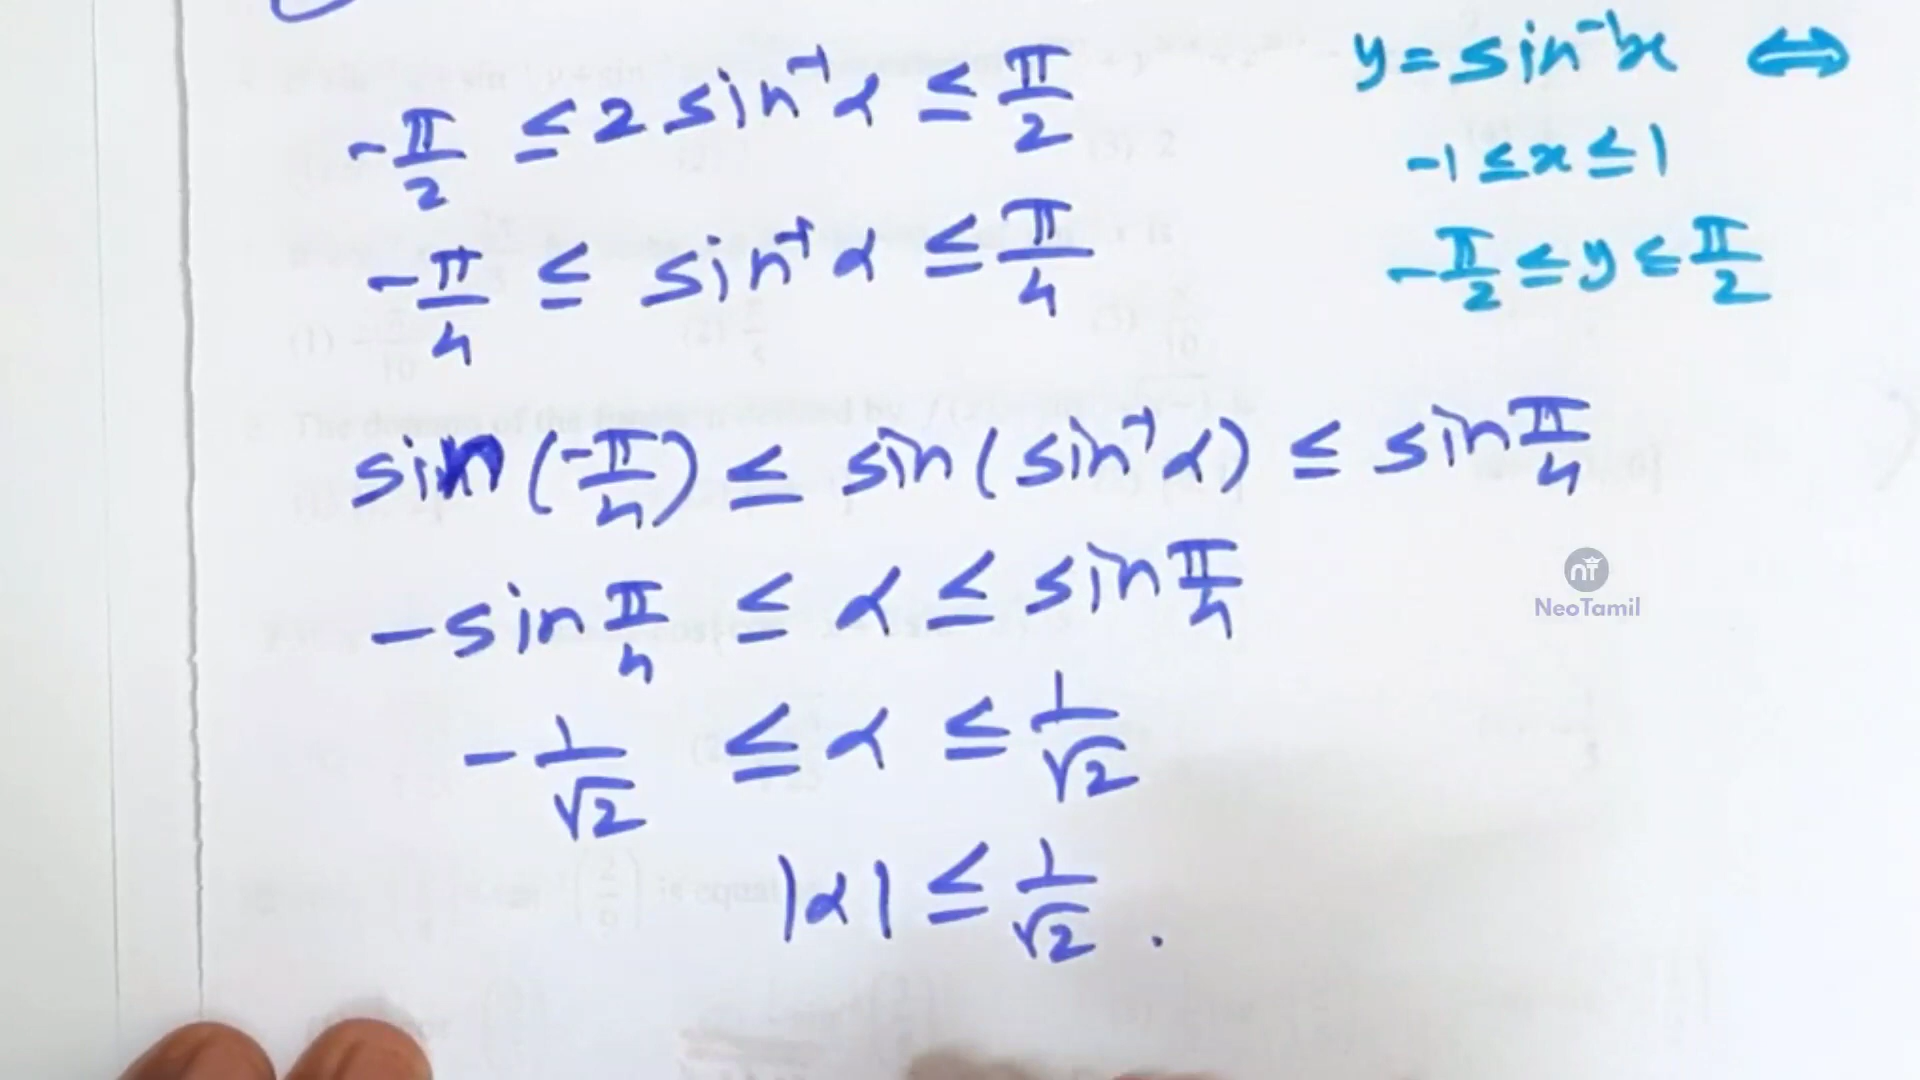 -π/2 ≤ 2 sin⁻¹α ≤ π/2
-π/4 ≤ sin⁻¹α ≤ π/4
sin(-π/4) ≤ sin(sin⁻¹α) ≤ sin π/4
-sin π/4 ≤ α ≤ sin π/4
-1/√2 ≤ α ≤ 1/√2
|α| ≤ 1/√2 .
y = sin⁻¹x ⇔
-1 ≤ x ≤ 1
-π/2 ≤ y ≤ π/2
nT
NeoTamil